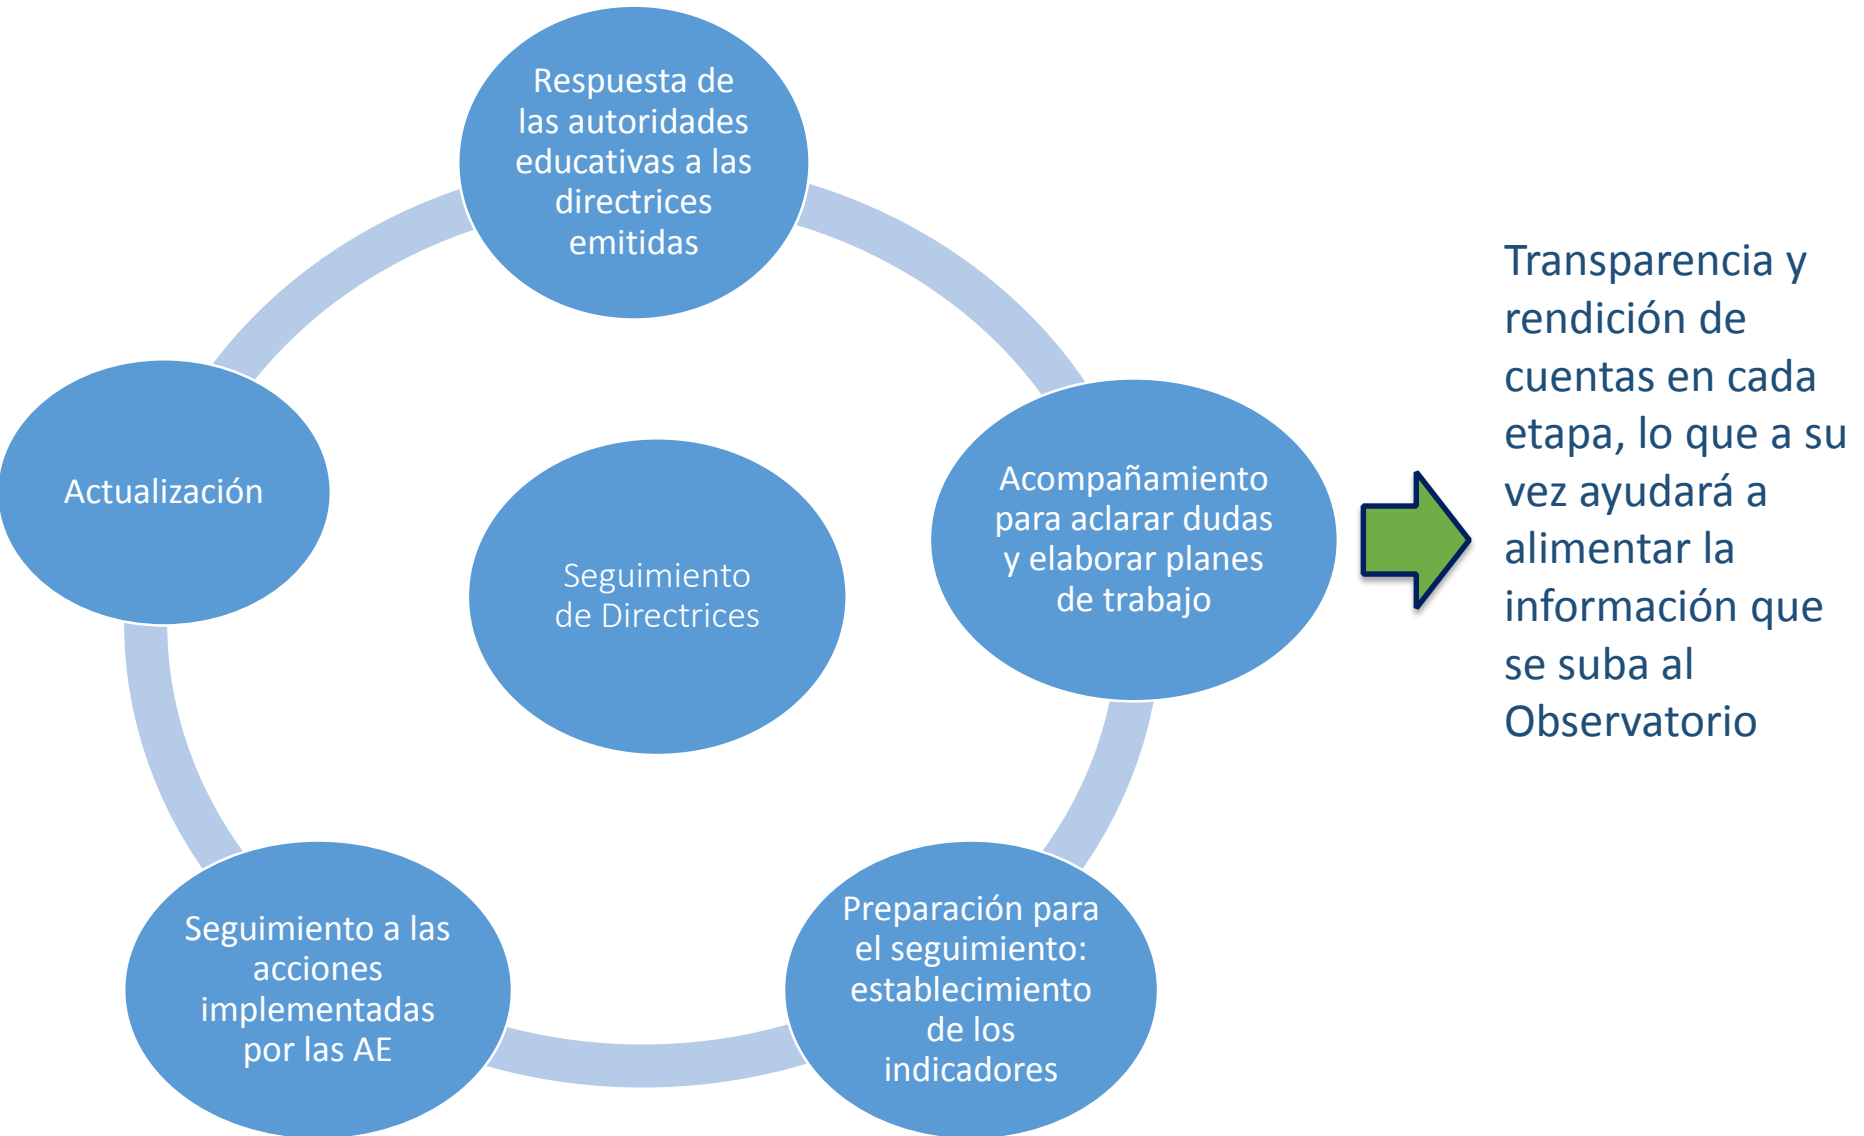 Respuesta de
las autoridades
educativas a las
directrices
emitidas
Acompañamiento
para aclarar dudas
y elaborar planes
de trabajo
Preparación para
el seguimiento:
establecimiento
de los
indicadores
Seguimiento a las
acciones
implementadas
por las AE
Actualización
Seguimiento
de Directrices
Transparencia y
rendición de
cuentas en cada
etapa, lo que a su
vez ayudará a
alimentar la
información que
se suba al
Observatorio